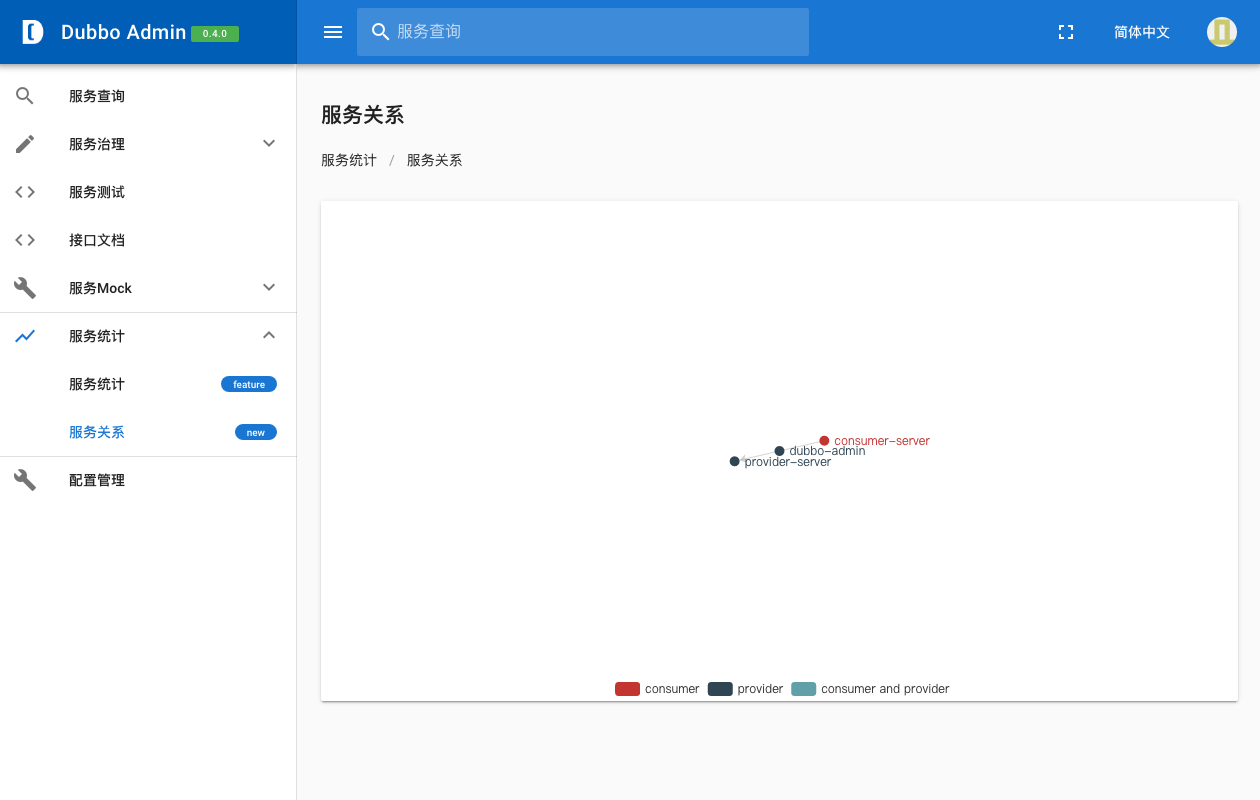 Dubbo Admin 0.4.0
服务查询
简体中文
服务查询
服务治理
服务测试
接口文档
服务Mock
服务统计
服务统计 feature
服务关系 new
配置管理
服务关系
服务统计 / 服务关系
consumer-server
dubbo-admin
provider-server
consumer provider consumer and provider